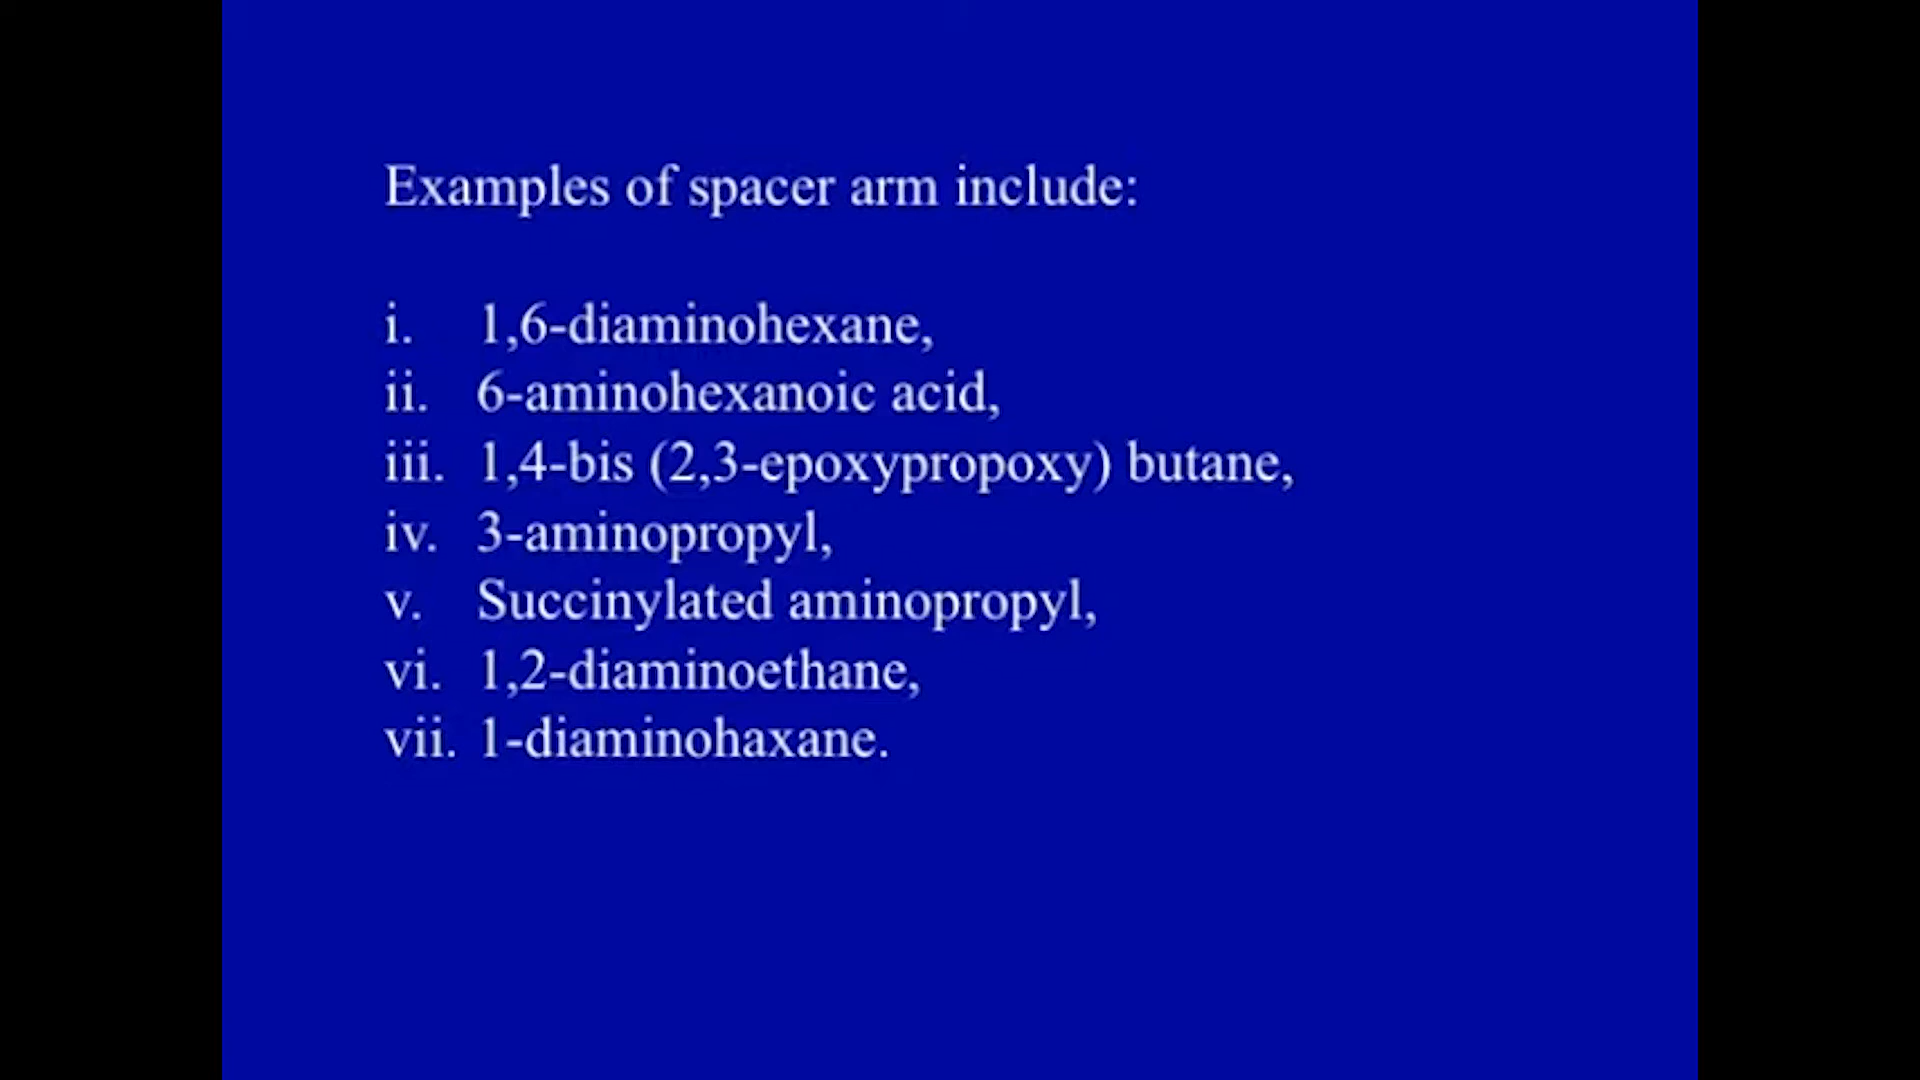 Examples of spacer arm include:
i. 1,6-diaminohexane,
ii. 6-aminohexanoic acid,
iii. 1,4-bis (2,3-epoxypropoxy) butane,
iv. 3-aminopropyl,
v. Succinylated aminopropyl,
vi. 1,2-diaminoethane,
vii. 1-diaminohaxane.